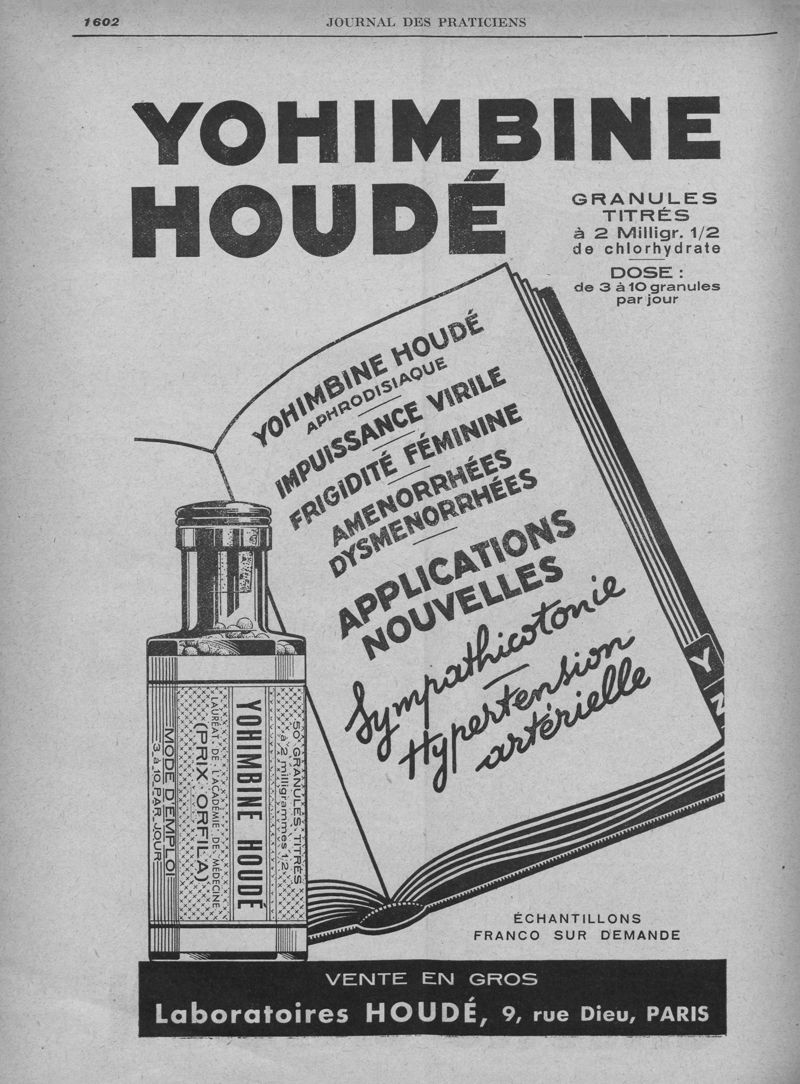 1602
JOURNAL DES PRATICIENS
YOHIMBINE
HOUDÉ
GRANULES
TITRÉS
à 2 Milligr. 1/2
de chlorhydrate
DOSE :
de 3 à 10 granules
par jour
YOHIMBINE HOUDÉ
APHRODISIAQUE
IMPUISSANCE VIRILE
FRIGIDITÉ FÉMININE
AMENORRHÉES
DYSMENORRHÉES
APPLICATIONS
NOUVELLES
Sympathicotonie
Hypertension
artérielle
Y
N
50 GRANULES TITRÉS
à 2 milligrammes 1/2
YOHIMBINE HOUDÉ
LAURÉAT DE L'ACADÉMIE DE MÉDECINE
(PRIX ORFILA)
MODE D'EMPLOI
3 à 10 PAR JOUR
ÉCHANTILLONS
FRANCO SUR DEMANDE
VENTE EN GROS
Laboratoires HOUDÉ, 9, rue Dieu, PARIS